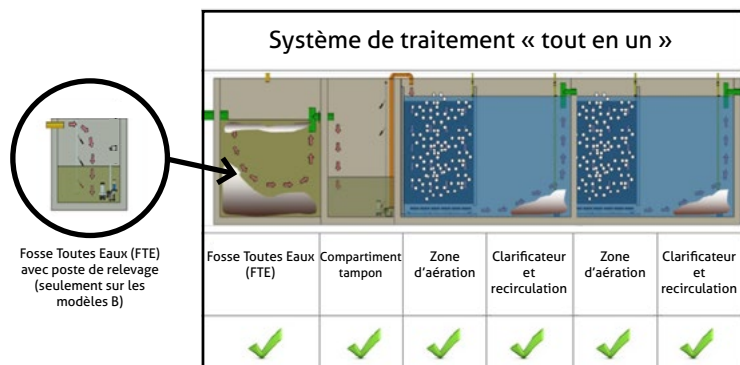 Système de traitement « tout en un »
Fosse Toutes Eaux (FTE)
avec poste de relevage
(seulement sur les
modèles B)
Fosse Toutes Eaux
(FTE)
Compartiment
tampon
Zone
d'aération
Clarificateur
et
recirculation
Zone
d'aération
Clarificateur
et
recirculation